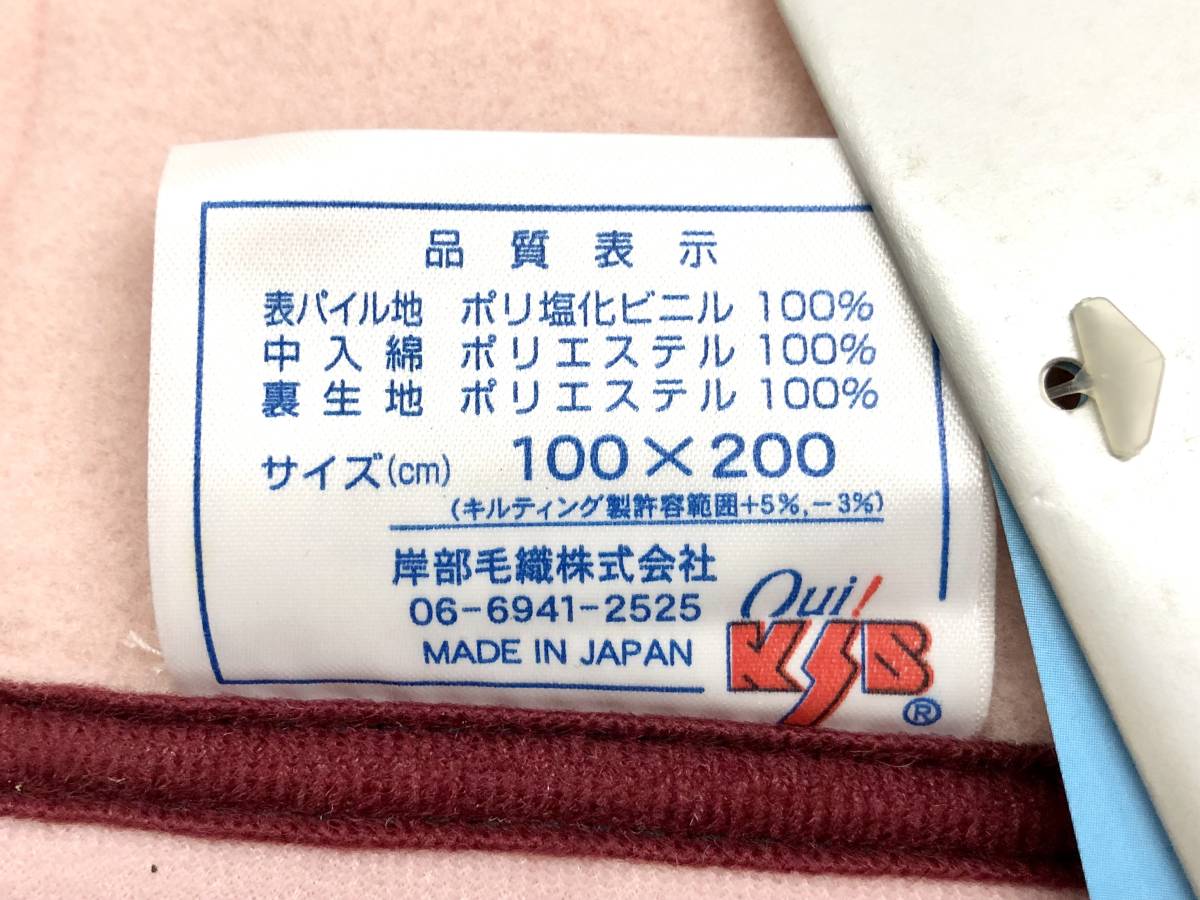 品質表示
表パイル地 ポリ塩化ビニル 100%
中入綿 ポリエステル 100%
裏生地 ポリエステル 100%
サイズ(cm) 100×200
(キルティング製許容範囲+5%,-3%)
岸部毛織株式会社
06-6941-2525
MADE IN JAPAN
Qui!
KSB
®